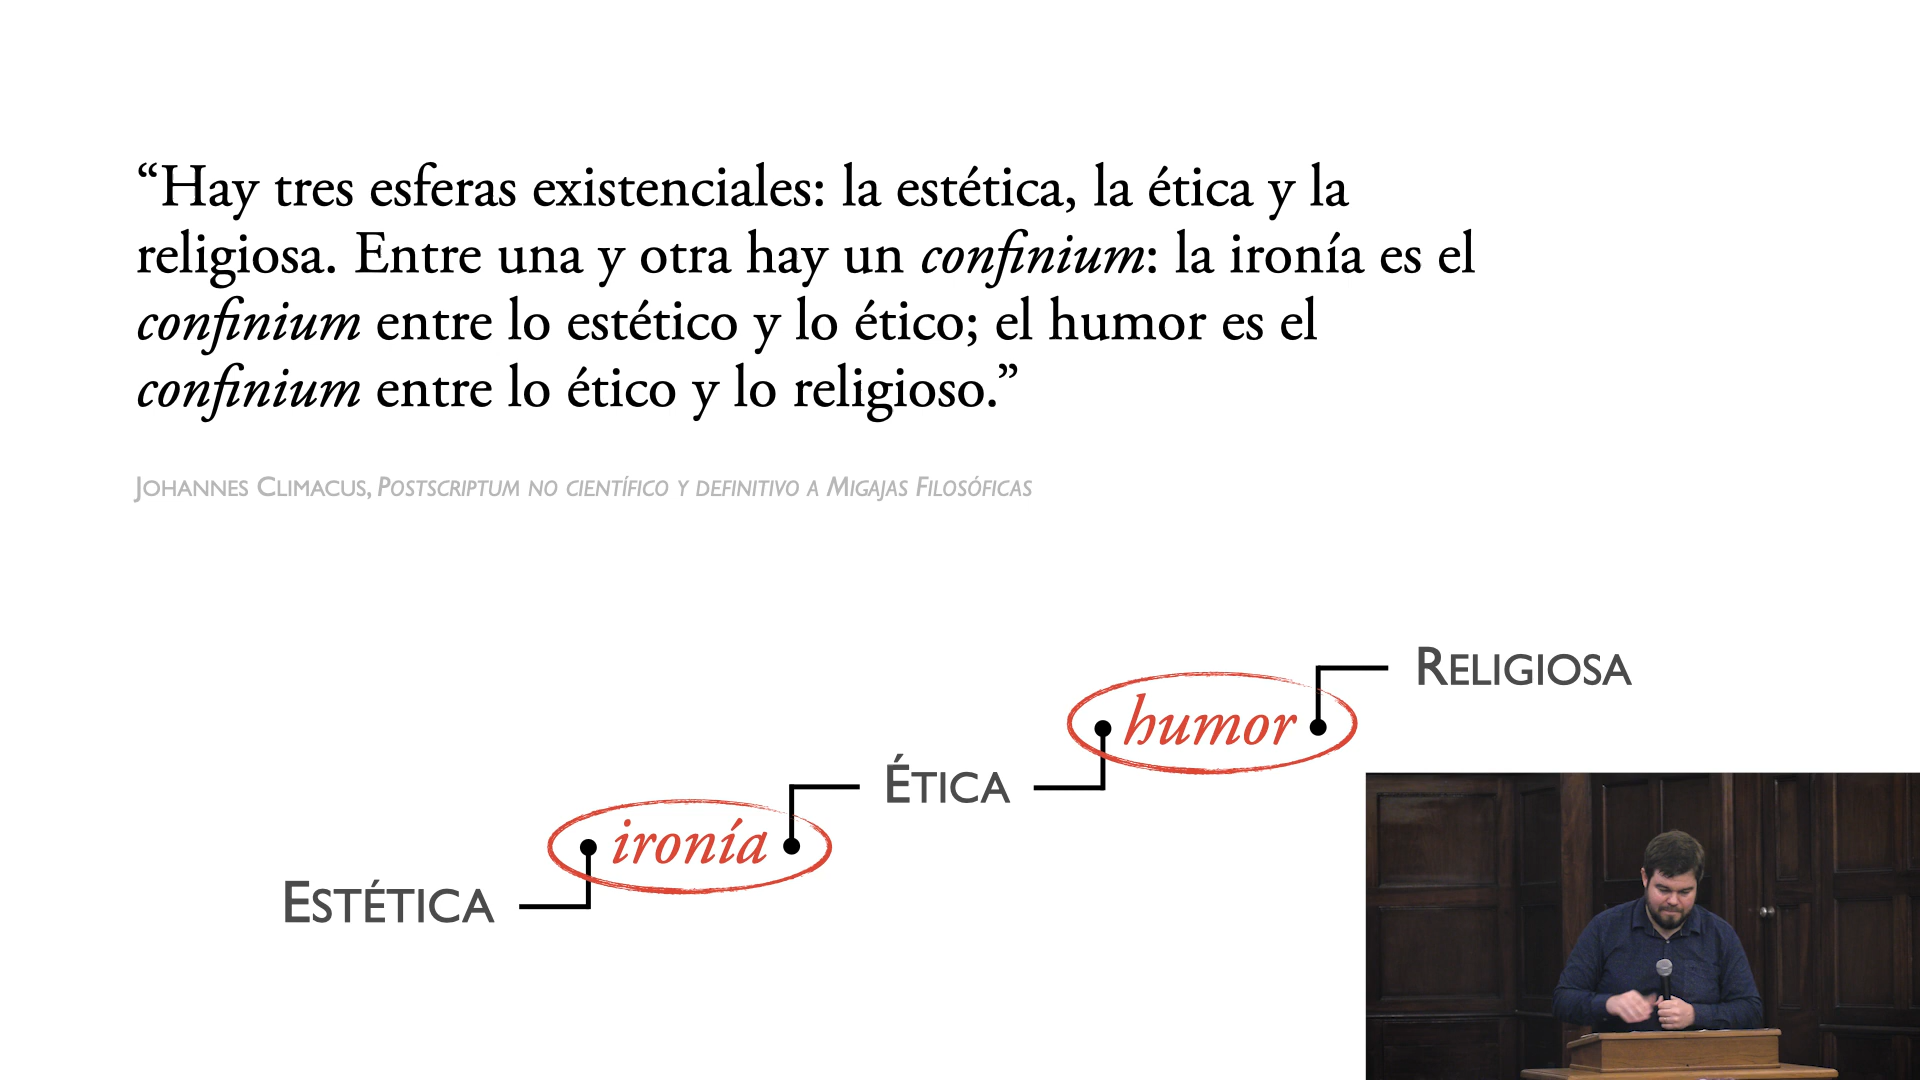 “Hay tres esferas existenciales: la estética, la ética y la
religiosa. Entre una y otra hay un confinium: la ironía es el
confinium entre lo estético y lo ético; el humor es el
confinium entre lo ético y lo religioso.”
Johannes Climacus, Postscriptum no científico y definitivo a Migajas Filosóficas
Religiosa
humor
Ética
ironía
Estética